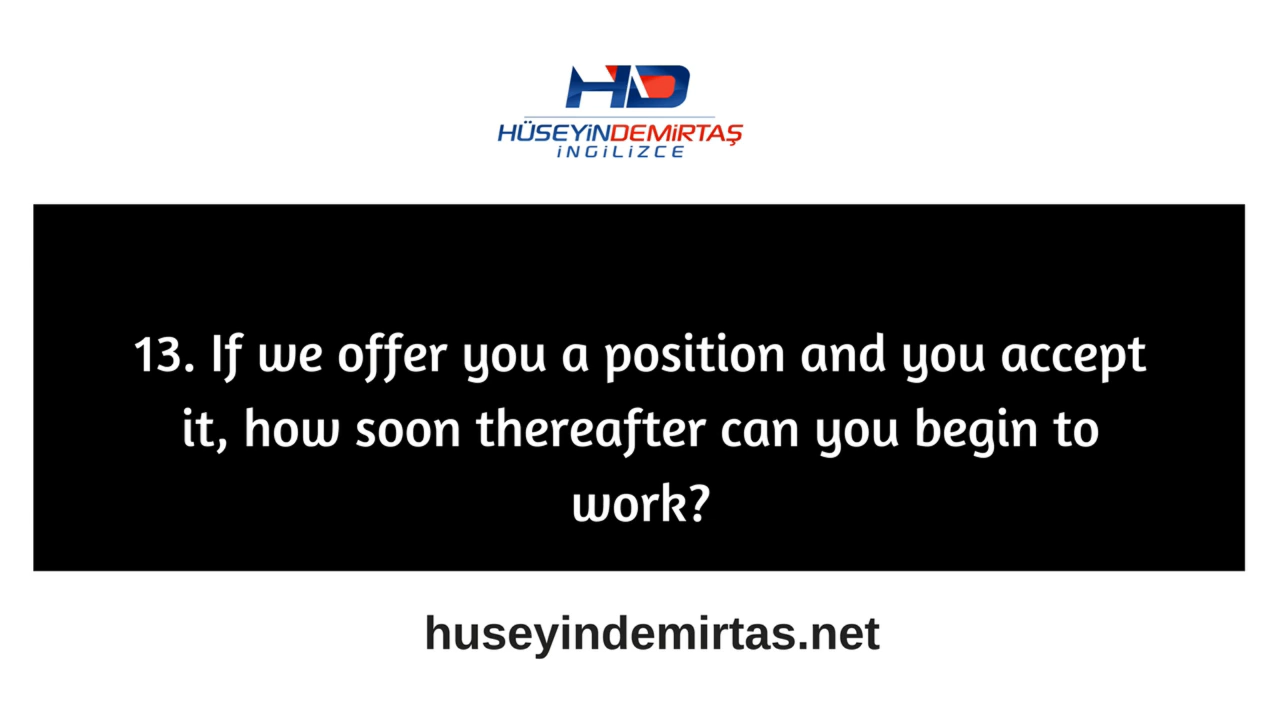 HD
HÜSEYİNDEMİRTAŞ
İNGİLİZCE
13. If we offer you a position and you accept
it, how soon thereafter can you begin to
work?
huseyindemirtas.net